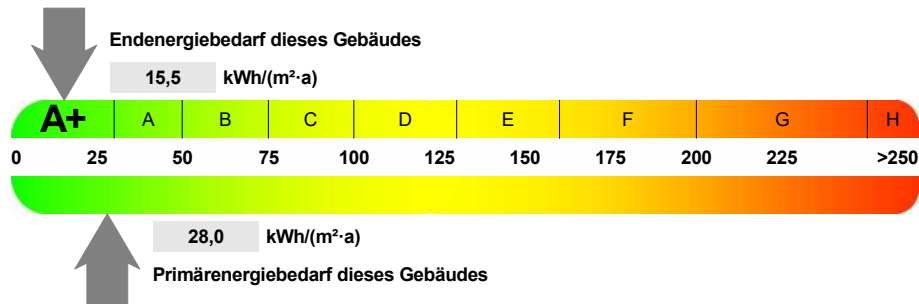 Endenergiebedarf dieses Gebäudes
15,5 kWh/(m²·a)
A+ A B C D E F G H
0 25 50 75 100 125 150 175 200 225 >250
28,0 kWh/(m²·a)
Primärenergiebedarf dieses Gebäudes